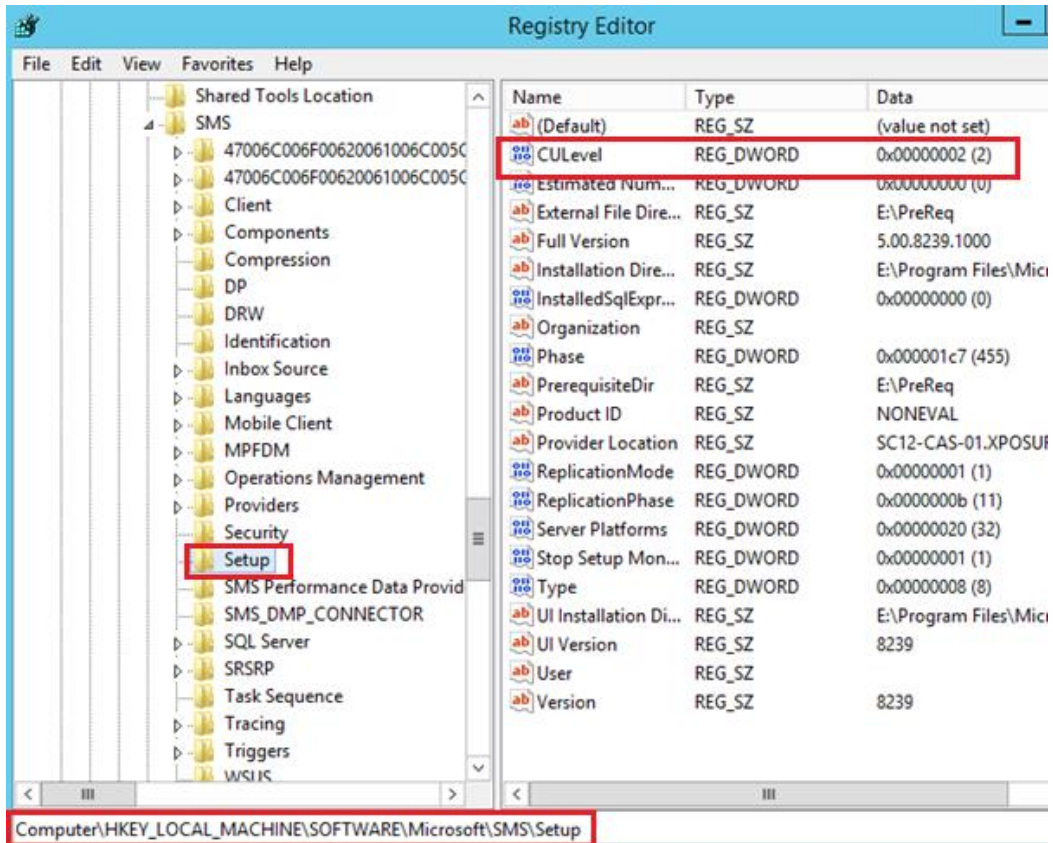 Registry Editor
File Edit View Favorites Help
Shared Tools Location
SMS
47006C006F00620061006C005C
47006C006F00620061006C005C
Client
Components
Compression
DP
DRW
Identification
Inbox Source
Languages
Mobile Client
MPFDM
Operations Management
Providers
Security
Setup
SMS Performance Data Provid
SMS_DMP_CONNECTOR
SQL Server
SRSRP
Task Sequence
Tracing
Triggers
WSUS
Name Type Data
(Default) REG_SZ (value not set)
CULevel REG_DWORD 0x00000002 (2)
Estimated Num... REG_DWORD 0x00000000 (0)
External File Dire... REG_SZ E:\PreReq
Full Version REG_SZ 5.00.8239.1000
Installation Dire... REG_SZ E:\Program Files\Micr
InstalledSqlExpr... REG_DWORD 0x00000000 (0)
Organization REG_SZ
Phase REG_DWORD 0x000001c7 (455)
PrerequisiteDir REG_SZ E:\PreReq
Product ID REG_SZ NONEVAL
Provider Location REG_SZ SC12-CAS-01.XPOSUR
ReplicationMode REG_DWORD 0x00000001 (1)
ReplicationPhase REG_DWORD 0x0000000b (11)
Server Platforms REG_DWORD 0x00000020 (32)
Stop Setup Mon... REG_DWORD 0x00000001 (1)
Type REG_DWORD 0x00000008 (8)
UI Installation Di... REG_SZ E:\Program Files\Micr
UI Version REG_SZ 8239
User REG_SZ
Version REG_SZ 8239
Computer\HKEY_LOCAL_MACHINE\SOFTWARE\Microsoft\SMS\Setup